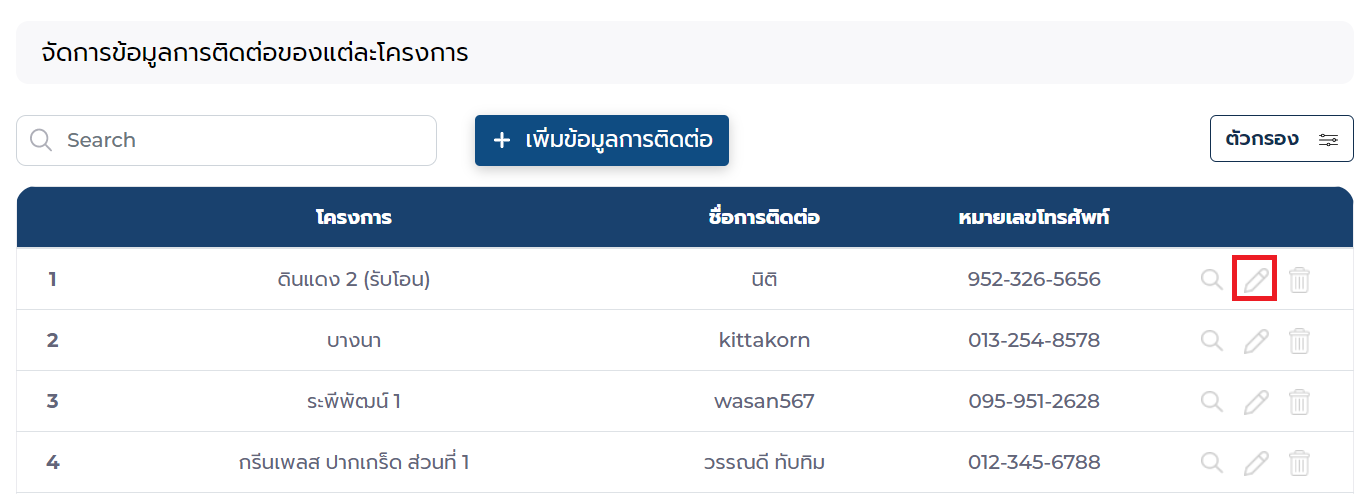 จัดการข้อมูลการติดต่อของแต่ละโครงการ
Search + เพิ่มข้อมูลการติดต่อ ตัวกรอง
โครงการ ชื่อการติดต่อ หมายเลขโทรศัพท์
1 ดินแดง 2 (รับโอน) นิติ 952-326-5656
2 บางนา kittakorn 013-254-8578
3 ระพีพัฒน์ 1 wasan567 095-951-2628
4 กรีนเพลส ปากเกร็ด ส่วนที่ 1 วรรณดี ทับทิม 012-345-6788